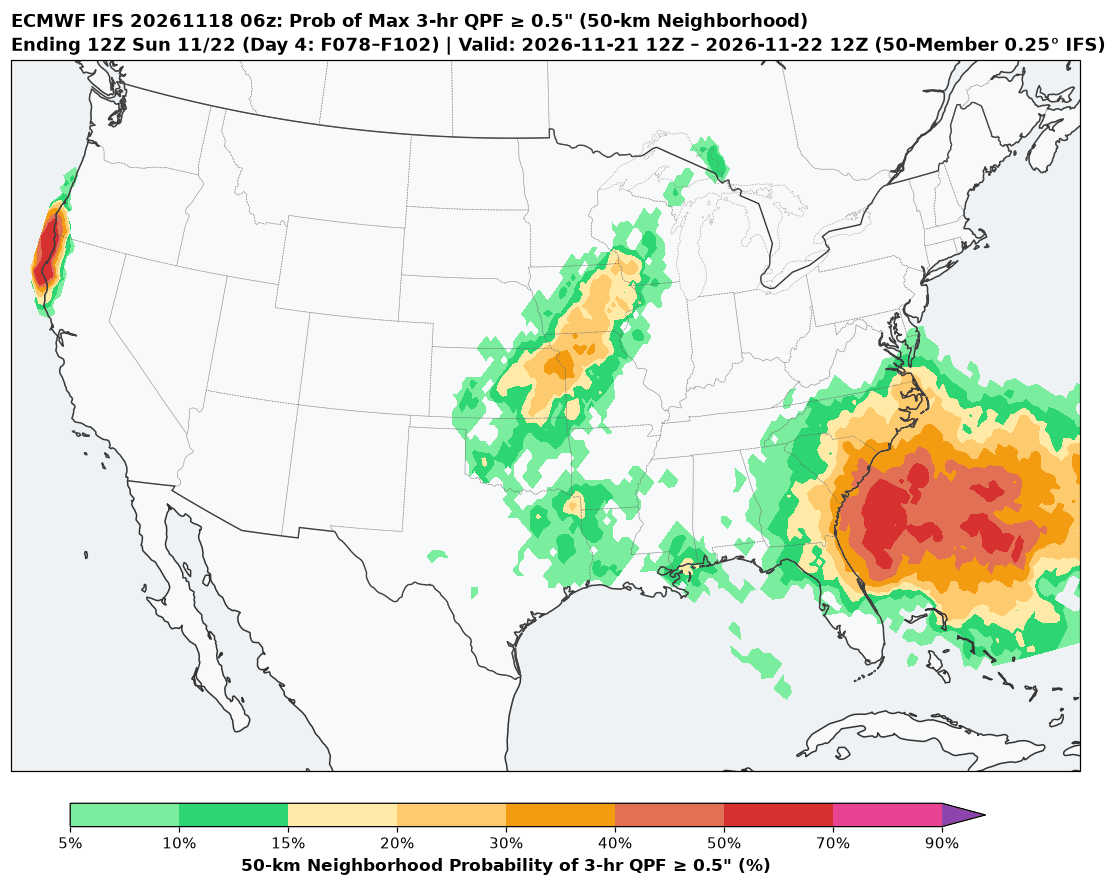 ECMWF IFS 20261118 06z: Prob of Max 3-hr QPF ≥ 0.5" (50-km Neighborhood)
Ending 12Z Sun 11/22 (Day 4: F078–F102) | Valid: 2026-11-21 12Z – 2026-11-22 12Z (50-Member 0.25° IFS)
5% 10% 15% 20% 30% 40% 50% 70% 90%
50-km Neighborhood Probability of 3-hr QPF ≥ 0.5" (%)